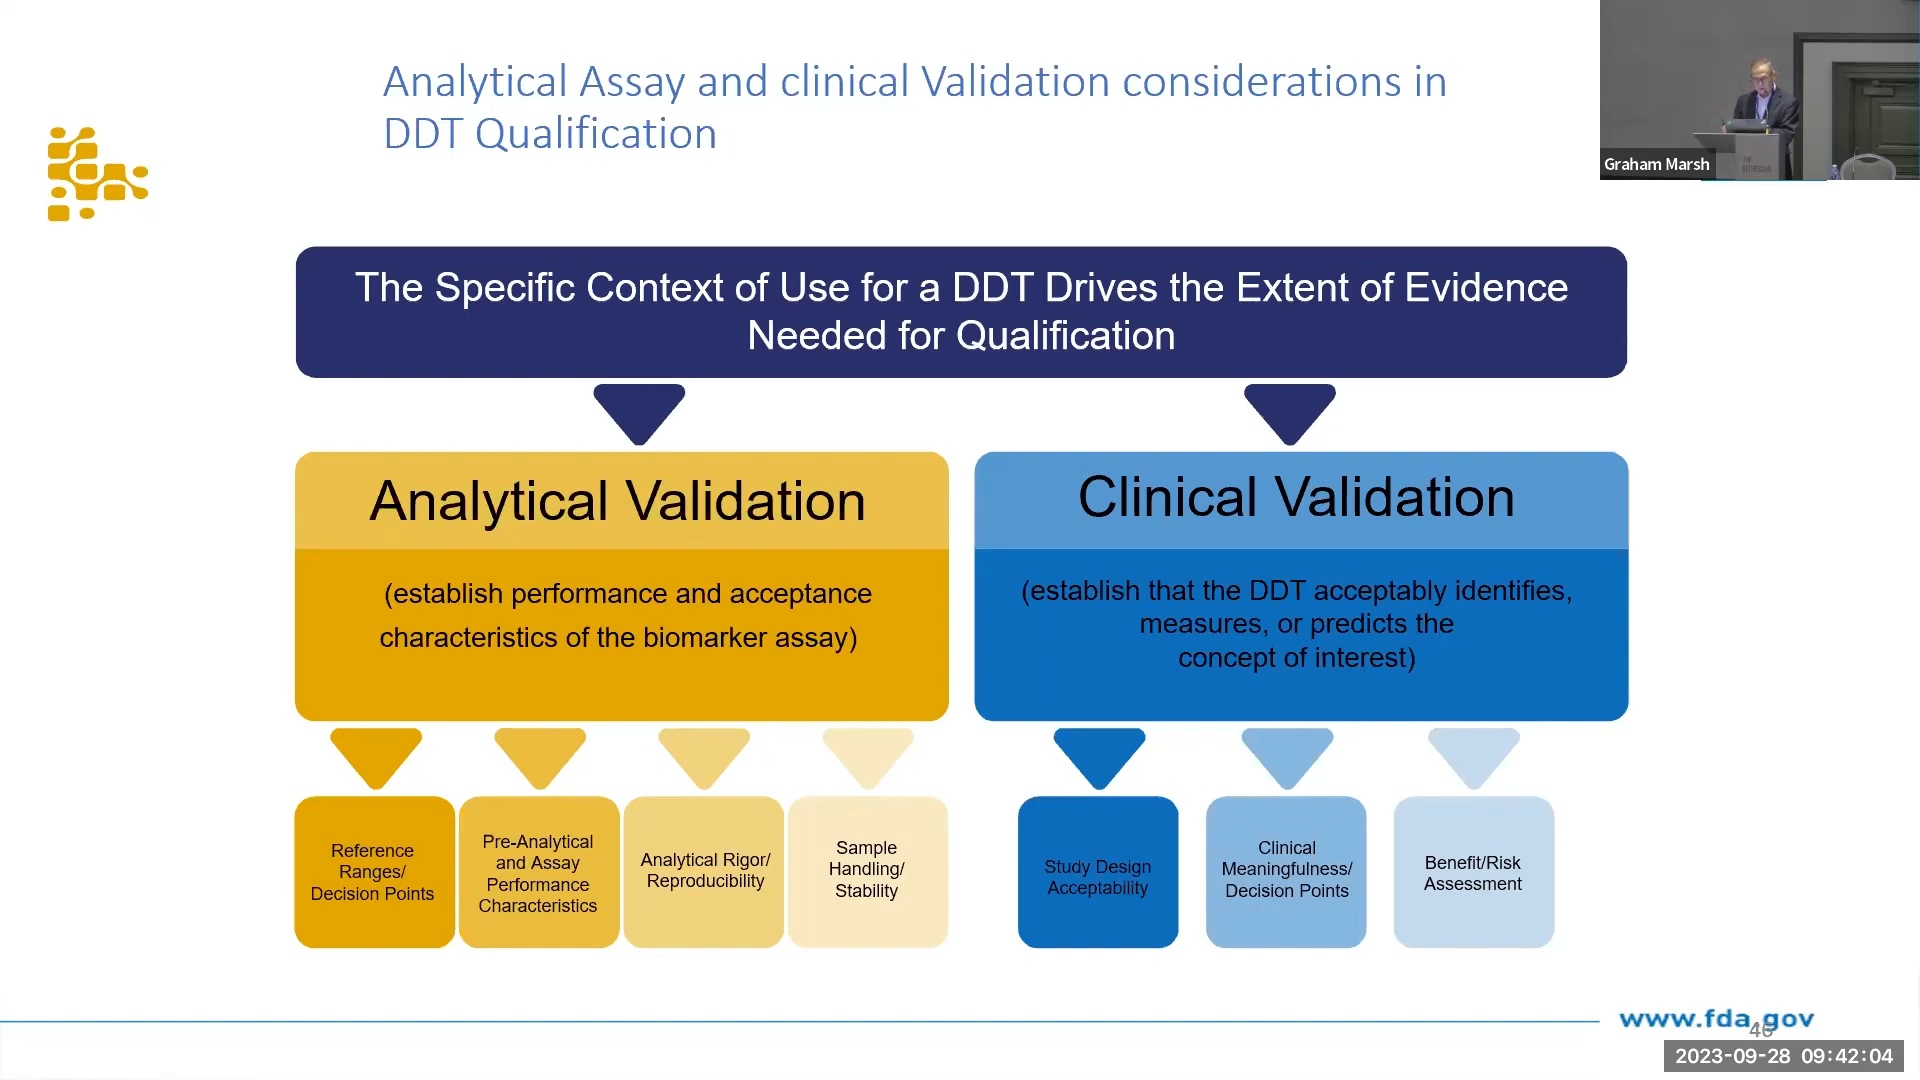 Analytical Assay and clinical Validation considerations in
DDT Qualification
Graham Marsh
The Specific Context of Use for a DDT Drives the Extent of Evidence
Needed for Qualification
Analytical Validation
(establish performance and acceptance
characteristics of the biomarker assay)
Clinical Validation
(establish that the DDT acceptably identifies,
measures, or predicts the
concept of interest)
Reference
Ranges/
Decision Points
Pre-Analytical
and Assay
Performance
Characteristics
Analytical Rigor/
Reproducibility
Sample
Handling/
Stability
Study Design
Acceptability
Clinical
Meaningfulness/
Decision Points
Benefit/Risk
Assessment
www.fda.gov
2023-09-28 09:42:04